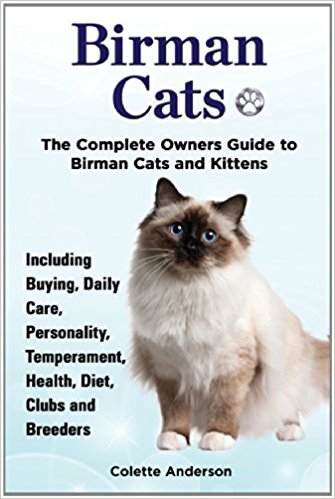 Birman
Cats
The Complete Owners Guide to
Birman Cats and Kittens
Including
Buying, Daily
Care,
Personality,
Temperament,
Health, Diet,
Clubs and
Breeders
Colette Anderson